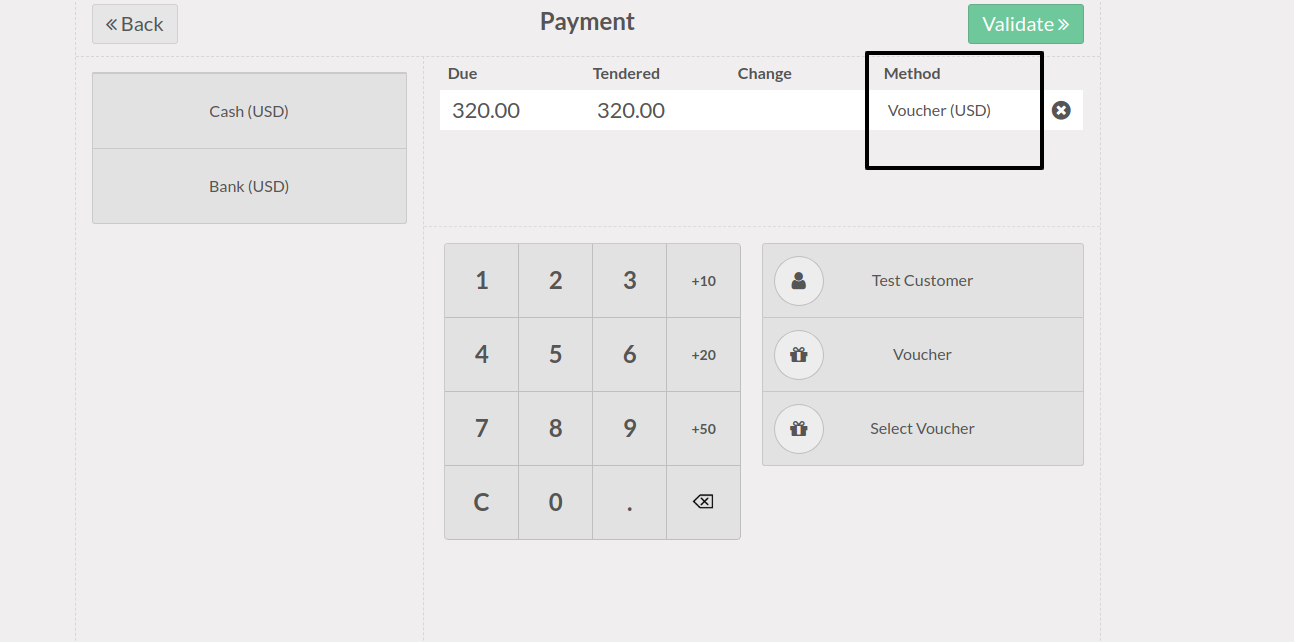 Back
Payment
Validate
Due Tendered Change Method
320.00 320.00 Voucher (USD)
Cash (USD)
Bank (USD)
1 2 3 +10
4 5 6 +20
7 8 9 +50
C 0 .
Test Customer
Voucher
Select Voucher